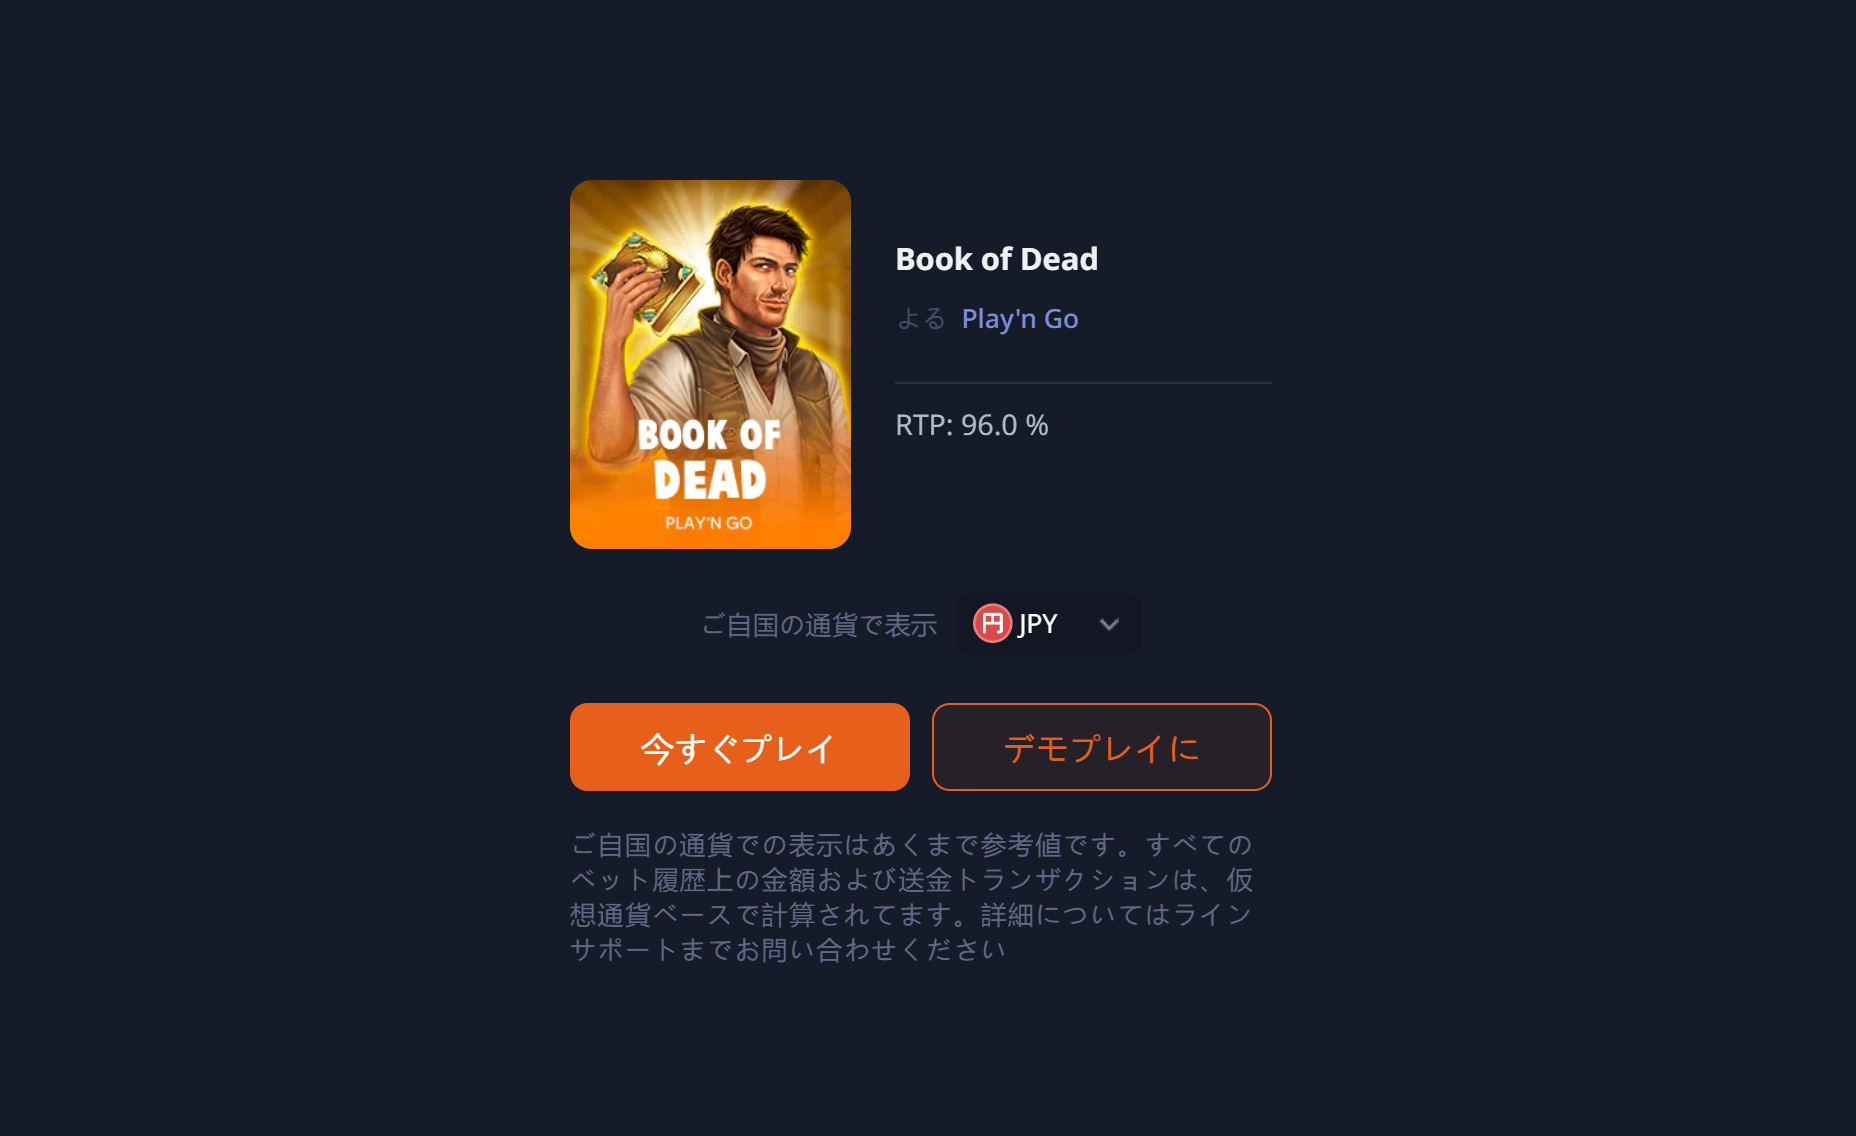 BOOK OF
DEAD
PLAY'N GO
Book of Dead
よる Play'n Go
RTP: 96.0 %
ご自国の通貨で表示 円 JPY
今すぐプレイ デモプレイに
ご自国の通貨での表示はあくまで参考値です。すべての
ベット履歴上の金額および送金トランザクションは、仮
想通貨ベースで計算されてます。詳細についてはライン
サポートまでお問い合わせください